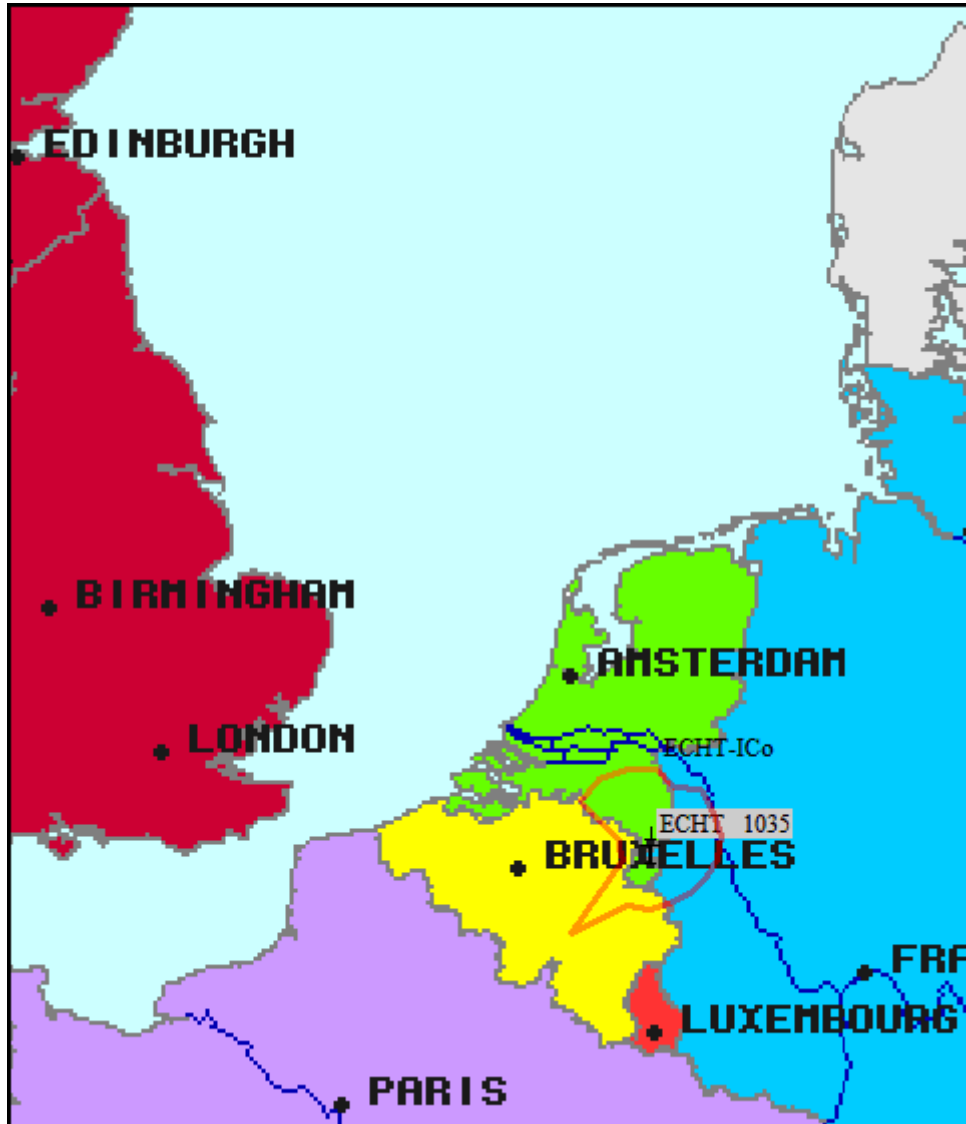 EDINBURGH
BIRMINGHAM
AMSTERDAM
LONDON
ECHT-ICo
ECHT 1035
BRUXELLES
FRA
LUXEMBOURG
PARIS